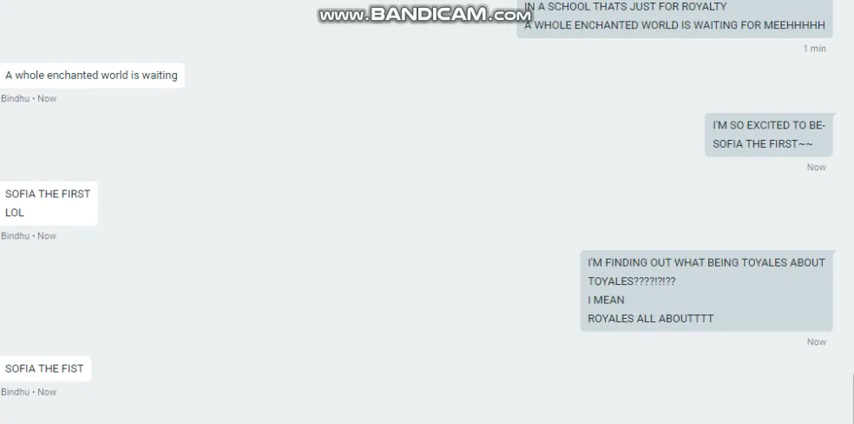 www.BANDICAM.com
IN A SCHOOL THATS JUST FOR ROYALTY
A WHOLE ENCHANTED WORLD IS WAITING FOR MEEHHHHH
1 min
A whole enchanted world is waiting
Bindhu • Now
I'M SO EXCITED TO BE-
SOFIA THE FIRST~~
Now
SOFIA THE FIRST
LOL
Bindhu • Now
I'M FINDING OUT WHAT BEING TOYALES ABOUT
TOYALES????!?!??
I MEAN
ROYALES ALL ABOUTTTT
Now
SOFIA THE FIST
Bindhu • Now